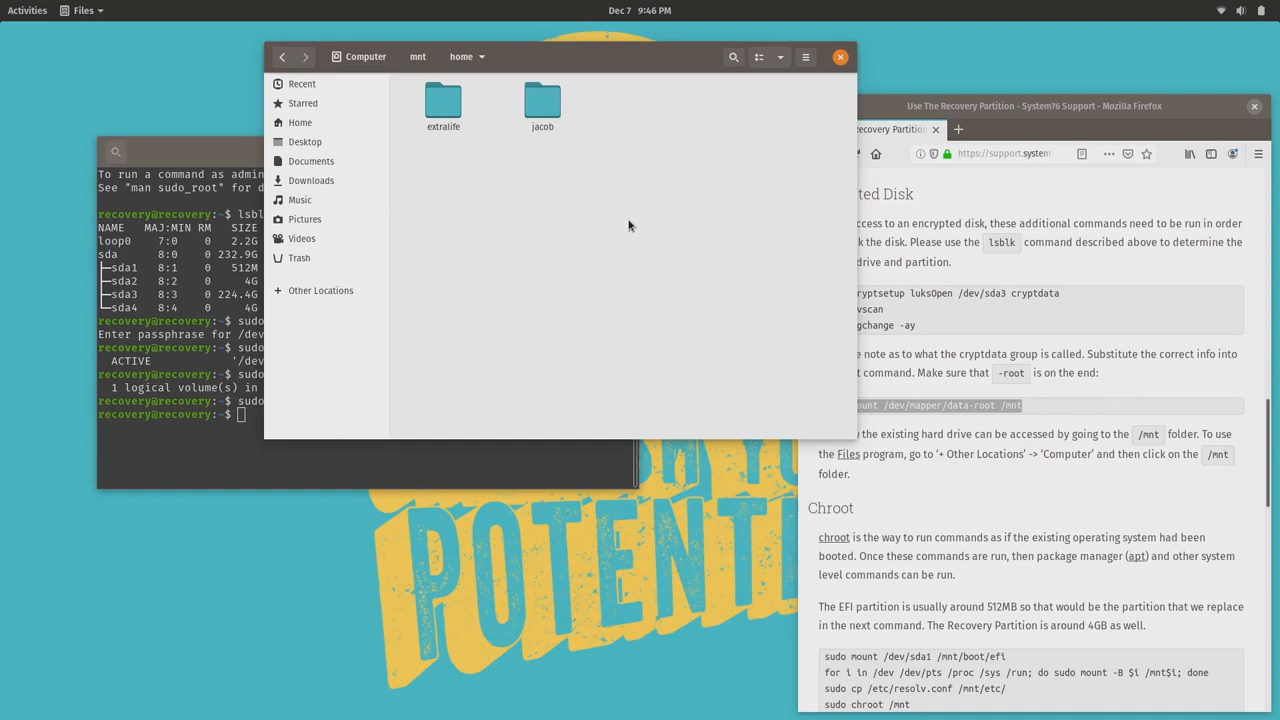 Activities
Files
Dec 7 9:46 PM
Computer
mnt
home
Recent
Starred
Home
Desktop
Documents
Downloads
Music
Pictures
Videos
Trash
Other Locations
extralife
jacob
To run a command as admin
See "man sudo_root" for d
recovery@recovery:~$ lsbl
NAME MAJ:MIN RM SIZE
loop0 7:0 0 2.2G
sda 8:0 0 232.9G
├─sda1 8:1 0 512M
├─sda2 8:2 0 4G
├─sda3 8:3 0 224.4G
└─sda4 8:4 0 4G
recovery@recovery:~$ sudo
Enter passphrase for /dev
recovery@recovery:~$ sudo
ACTIVE '/dev
recovery@recovery:~$ sudo
1 logical volume(s) in
recovery@recovery:~$ sudo
recovery@recovery:~$
Use The Recovery Partition - System76 Support - Mozilla Firefox
Recovery Partition
https://support.system
ted Disk
ccess to an encrypted disk, these additional commands need to be run in order
k the disk. Please use the lsblk command described above to determine the
drive and partition.
ryptsetup luksOpen /dev/sda3 cryptdata
vscan
gchange -ay
e note as to what the cryptdata group is called. Substitute the correct info into
t command. Make sure that -root is on the end:
ount /dev/mapper/data-root /mnt
w the existing hard drive can be accessed by going to the /mnt folder. To use
the Files program, go to ‘+ Other Locations’ -> ‘Computer’ and then click on the /mnt
folder.
Chroot
chroot is the way to run commands as if the existing operating system had been
booted. Once these commands are run, then package manager (apt) and other system
level commands can be run.
The EFI partition is usually around 512MB so that would be the partition that we replace
in the next command. The Recovery Partition is around 4GB as well.
sudo mount /dev/sda1 /mnt/boot/efi
for i in /dev /dev/pts /proc /sys /run; do sudo mount -B $i /mnt$i; done
sudo cp /etc/resolv.conf /mnt/etc/
sudo chroot /mnt
POTENTI